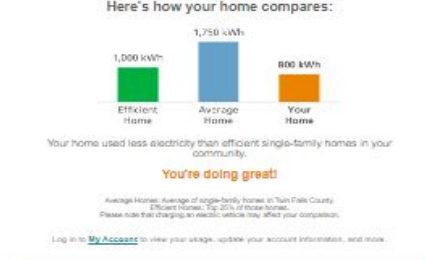 Here's how your home compares:
1,750 kWh
1,000 kWh
800 kWh
Efficient Home
Average Home
Your Home
Your home used less electricity than efficient single-family homes in your
community.
You're doing great!
Average Homes: Average of single-family homes in Twin Falls County.
Efficient Homes: Top 20% of those homes.
Please note that charging an electric vehicle may affect your comparison.
Log in to My Account to view your usage, update your account information, and more.